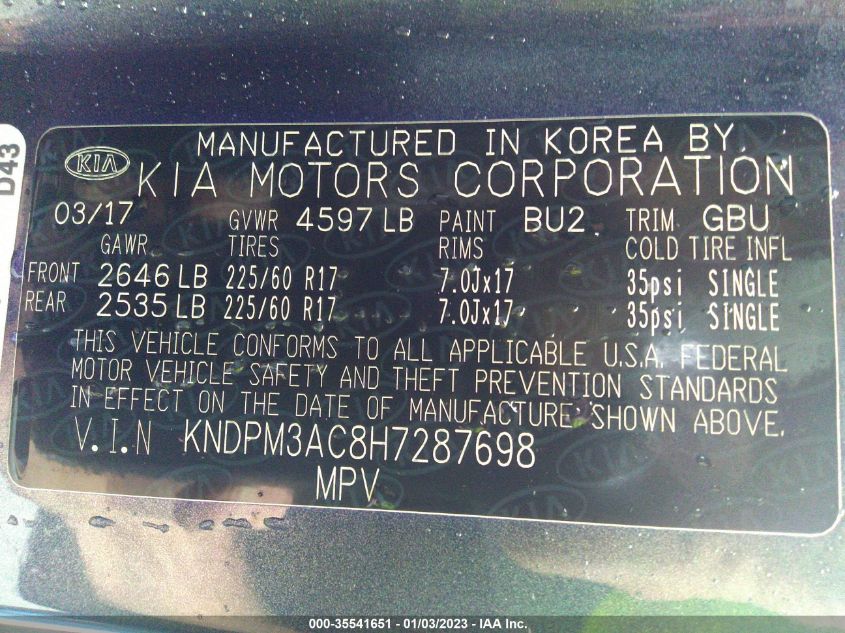 D43
MANUFACTURED IN KOREA BY
KIA KIA MOTORS CORPORATION
03/17 GVWR 4597 LB PAINT BU2 TRIM GBU
GAWR TIRES RIMS COLD TIRE INFL
FRONT 2646 LB 225/60 R17 7.0Jx17 35psi SINGLE
REAR 2535 LB 225/60 R17 7.0Jx17 35psi SINGLE
THIS VEHICLE CONFORMS TO ALL APPLICABLE U.S.A. FEDERAL
MOTOR VEHICLE SAFETY AND THEFT PREVENTION STANDARDS
IN EFFECT ON THE DATE OF MANUFACTURE SHOWN ABOVE.
V.I.N KNDPM3AC8H7287698
MPV
000-35541651 - 01/03/2023 - IAA Inc.